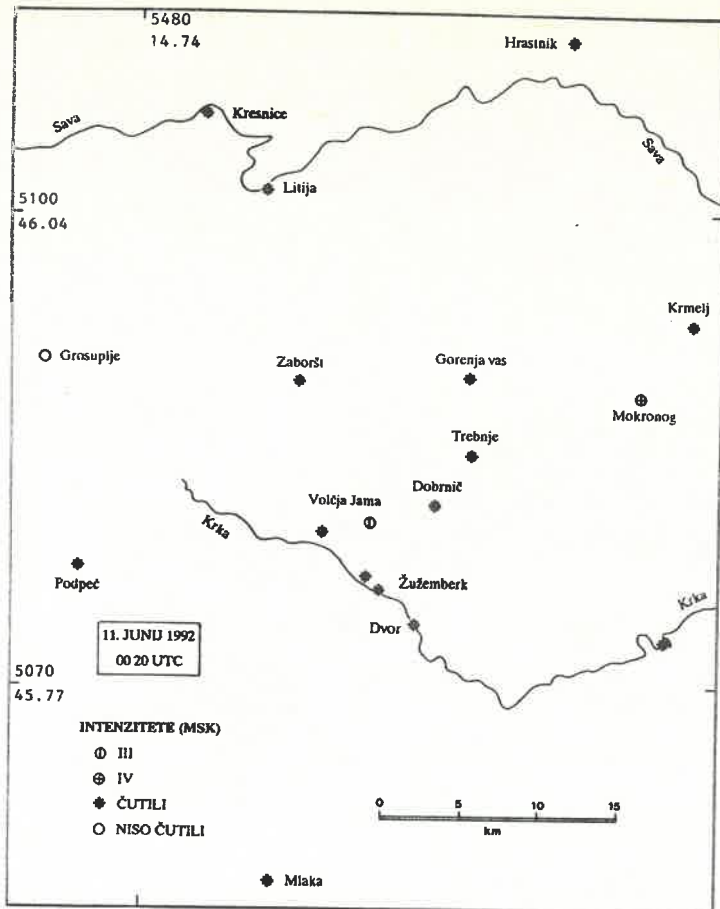 5480
14.74
Hrastnik
Kresnice
Sava
Sava
Litija
5100
46.04
Krmelj
Grosuplje
Zaboršt
Gorenja vas
Mokronog
Trebnje
Dobrnič
Volčja Jama
Krka
Podpeč
Žužemberk
Krka
Dvor
11. JUNIJ 1992
00 20 UTC
5070
45.77
INTENZITETE (MSK)
III
IV
ČUTILI
NISO ČUTILI
0 5 10 15
km
Mlaka